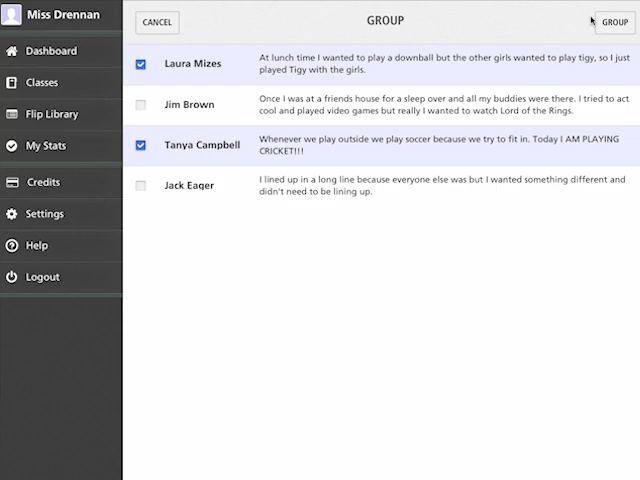 Miss Drennan
Dashboard
Classes
Flip Library
My Stats
Credits
Settings
Help
Logout
CANCEL
GROUP
GROUP
Laura Mizes
At lunch time I wanted to play a downball but the other girls wanted to play tigy, so I just
played Tigy with the girls.
Jim Brown
Once I was at a friends house for a sleep over and all my buddies were there. I tried to act
cool and played video games but really I wanted to watch Lord of the Rings.
Tanya Campbell
Whenever we play outside we play soccer because we try to fit in. Today I AM PLAYING
CRICKET!!!
Jack Eager
I lined up in a long line because everyone else was but I wanted something different and
didn't need to be lining up.